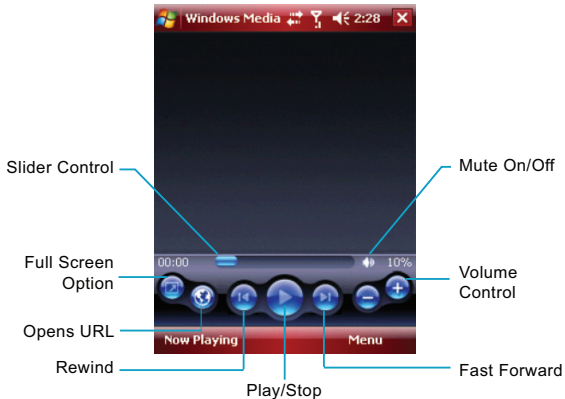 Windows Media 2:28
Slider Control
Mute On/Off
00:00
10%
Full Screen
Option
Volume
Control
Opens URL
Now Playing
Menu
Rewind
Fast Forward
Play/Stop